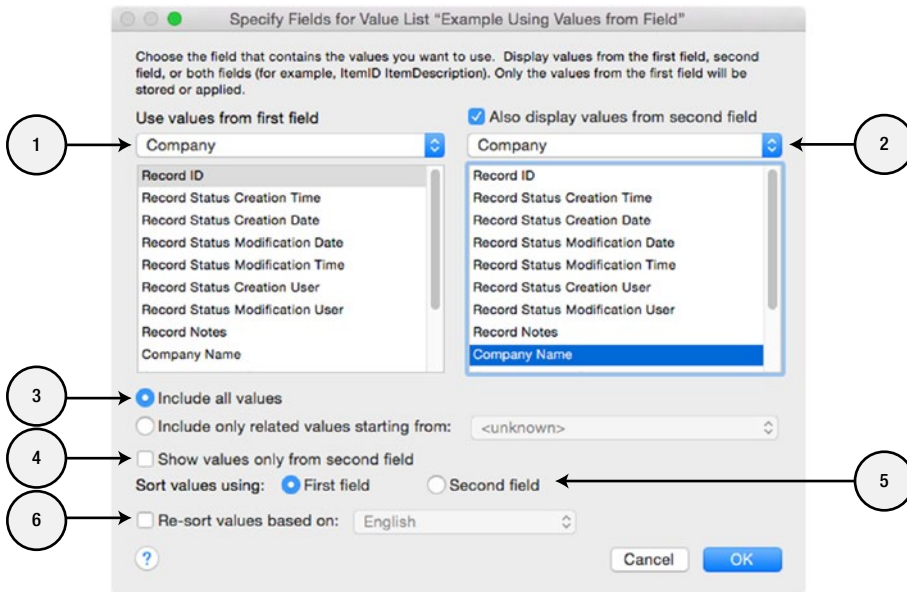 Specify Fields for Value List “Example Using Values from Field”
Choose the field that contains the values you want to use. Display values from the first field, second
field, or both fields (for example, ItemID ItemDescription). Only the values from the first field will be
stored or applied.
Use values from first field
Also display values from second field
1
Company
Company
2
Record ID
Record Status Creation Time
Record Status Creation Date
Record Status Modification Date
Record Status Modification Time
Record Status Creation User
Record Status Modification User
Record Notes
Company Name
Record ID
Record Status Creation Time
Record Status Creation Date
Record Status Modification Date
Record Status Modification Time
Record Status Creation User
Record Status Modification User
Record Notes
Company Name
3
Include all values
Include only related values starting from: <unknown>
4
Show values only from second field
Sort values using: First field Second field
5
6
Re-sort values based on: English
?
Cancel
OK